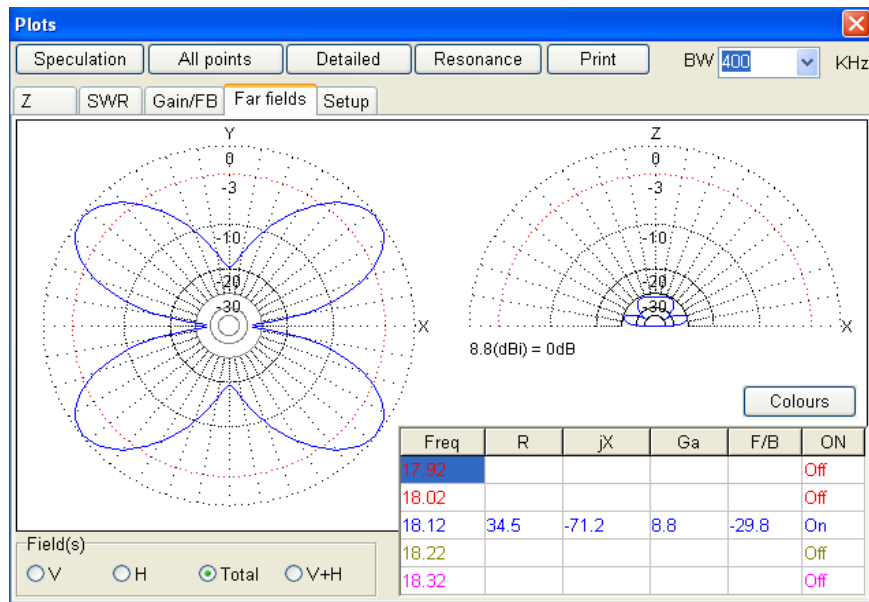 Plots
Speculation All points Detailed Resonance Print BW 400 KHz
Z SWR Gain/FB Far fields Setup
Y
0
-3
-10
-20
-30
X
Z
0
-3
-10
-20
-30
X
8.8(dBi) = 0dB
Colours
Freq R jX Ga F/B ON
17.92 Off
18.02 Off
18.12 34.5 -71.2 8.8 -29.8 On
18.22 Off
18.32 Off
Field(s)
V H Total V+H